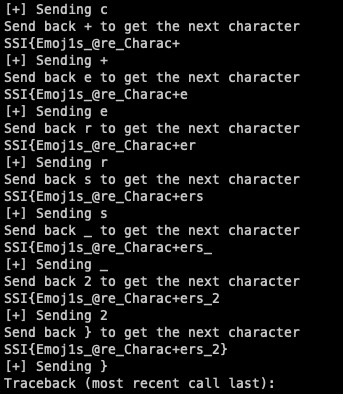 [+] Sending c
Send back + to get the next character
SSI{Emoj1s_@re_Charac+
[+] Sending +
Send back e to get the next character
SSI{Emoj1s_@re_Charac+e
[+] Sending e
Send back r to get the next character
SSI{Emoj1s_@re_Charac+er
[+] Sending r
Send back s to get the next character
SSI{Emoj1s_@re_Charac+ers
[+] Sending s
Send back _ to get the next character
SSI{Emoj1s_@re_Charac+ers_
[+] Sending _
Send back 2 to get the next character
SSI{Emoj1s_@re_Charac+ers_2
[+] Sending 2
Send back } to get the next character
SSI{Emoj1s_@re_Charac+ers_2}
[+] Sending }
Traceback (most recent call last):